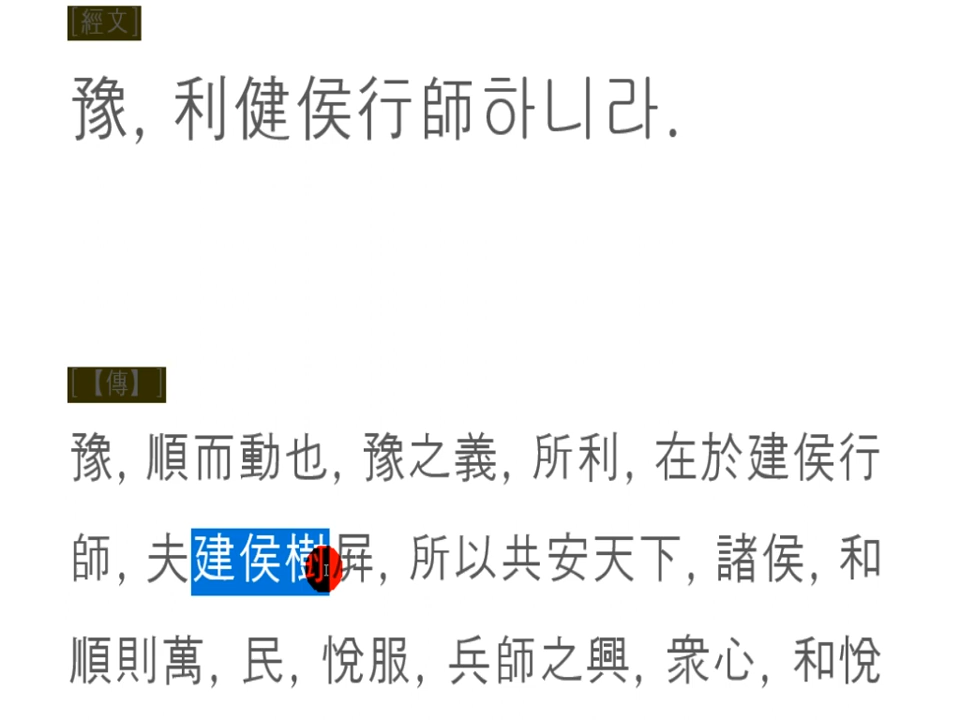 [經文]
豫, 利健侯行師하니라.
[【傳】]
豫, 順而動也, 豫之義, 所利, 在於建侯行
師, 夫建侯樹屛, 所以共安天下, 諸侯, 和
順則萬, 民, 悅服, 兵師之興, 衆心, 和悅